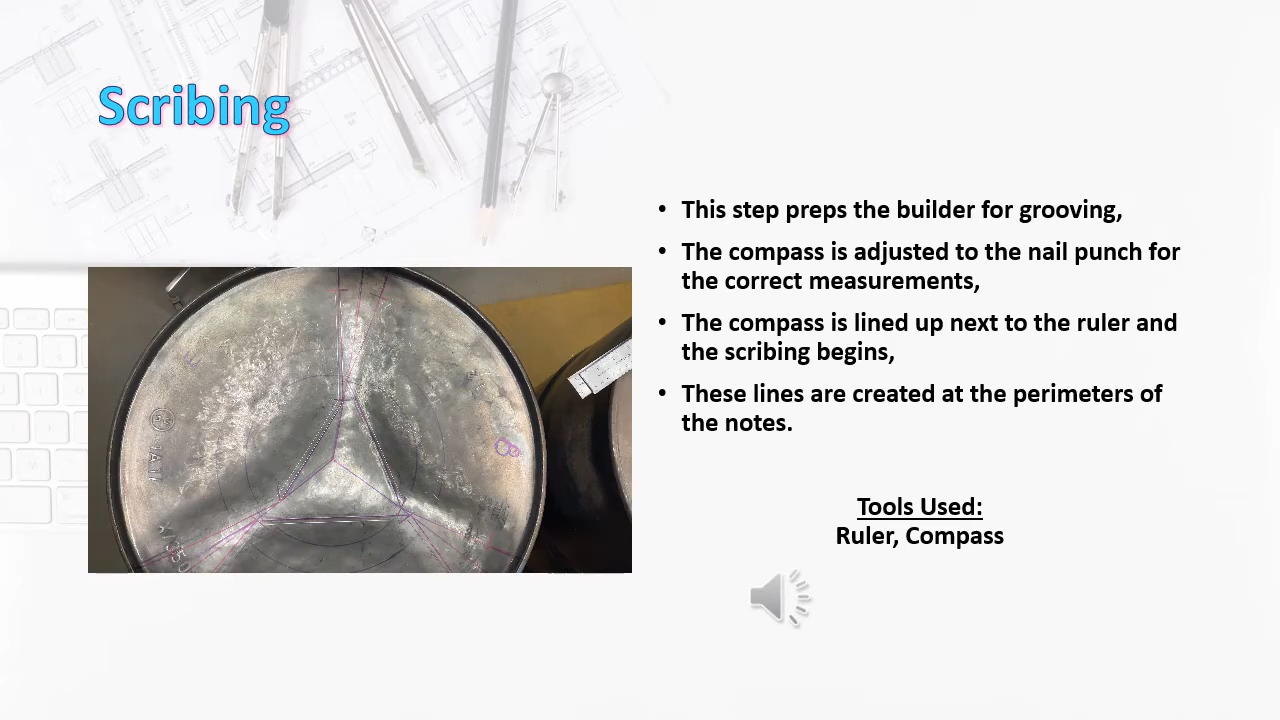 Scribing
• This step preps the builder for grooving,
• The compass is adjusted to the nail punch for
the correct measurements,
• The compass is lined up next to the ruler and
the scribing begins,
• These lines are created at the perimeters of
the notes.
Tools Used:
Ruler, Compass
8